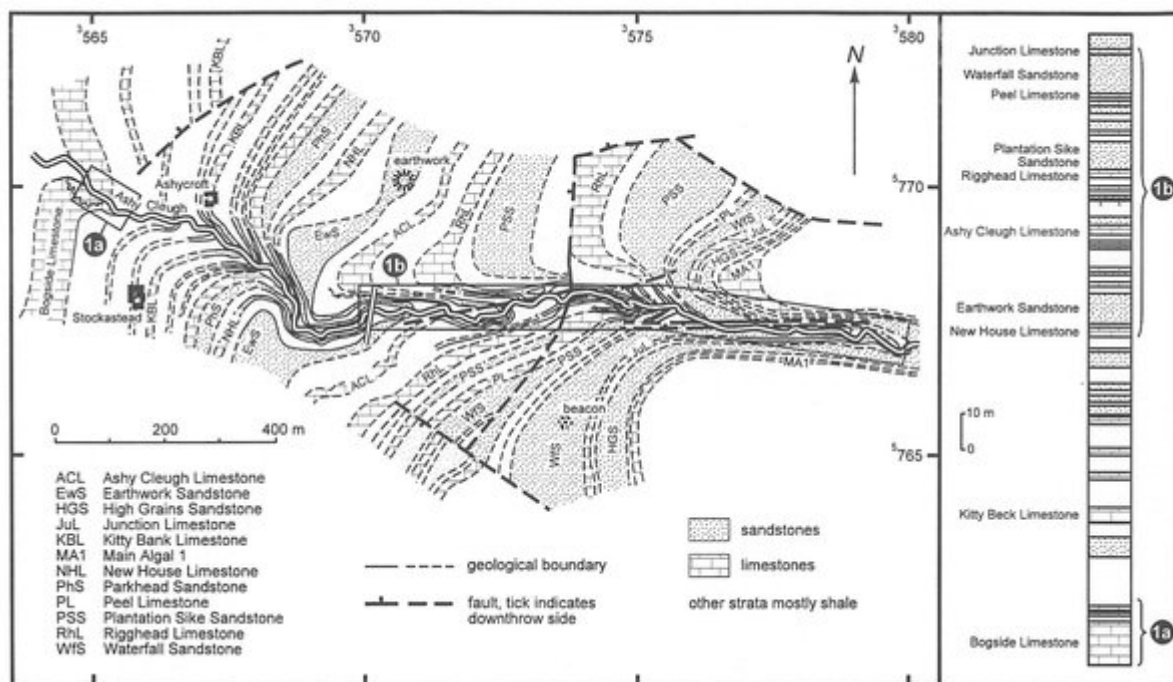 ³565
³570
³575
³580
N
KBL
KBL
PhS
NHL
earthwork
Ashycroft
Ashy Cleugh
1a
Bogside Limestone
Stockastead
KBL
PhS
NHL
EwS
EwS
ACL
1b
ACL
RhL
PSS
RhL
PSS
PL
WfS
JuL
HGS
MA1
⁵770
RhL
PSS
PL
PSS
JuL
MA1
WfS
beacon
WfS
HGS
⁵765
0 200 400 m
ACL Ashy Cleugh Limestone
EwS Earthwork Sandstone
HGS High Grains Sandstone
JuL Junction Limestone
KBL Kitty Bank Limestone
MA1 Main Algal 1
NHL New House Limestone
PhS Parkhead Sandstone
PL Peel Limestone
PSS Plantation Sike Sandstone
RhL Rigghead Limestone
WfS Waterfall Sandstone
geological boundary
fault, tick indicates
downthrow side
sandstones
limestones
other strata mostly shale
Junction Limestone
Waterfall Sandstone
Peel Limestone
Plantation Sike
Sandstone
Rigghead Limestone
Ashy Cleugh Limestone
Earthwork Sandstone
New House Limestone
10 m
0
Kitty Beck Limestone
Bogside Limestone
1b
1a